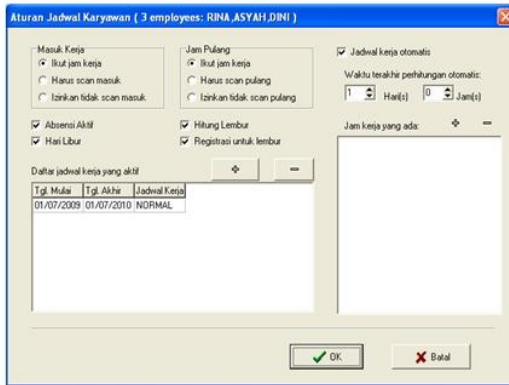 Aturan Jadwal Karyawan ( 3 employees: RINA,ASYAH,DINI )
Masuk Kerja
Ikut jam kerja
Harus scan masuk
Izinkan tidak scan masuk
Jam Pulang
Ikut jam kerja
Harus scan pulang
Izinkan tidak scan pulang
Jadwal kerja otomatis
Waktu terakhir perhitungan otomatis:
1 Hari(s) 0 Jam(s)
Absensi Aktif
Hari Libur
Hitung Lembur
Registrasi untuk lembur
Jam kerja yang ada: + -
Daftar jadwal kerja yang aktif + -
Tgl. Mulai Tgl. Akhir Jadwal Kerja
01/07/2009 01/07/2010 NORMAL
OK Batal